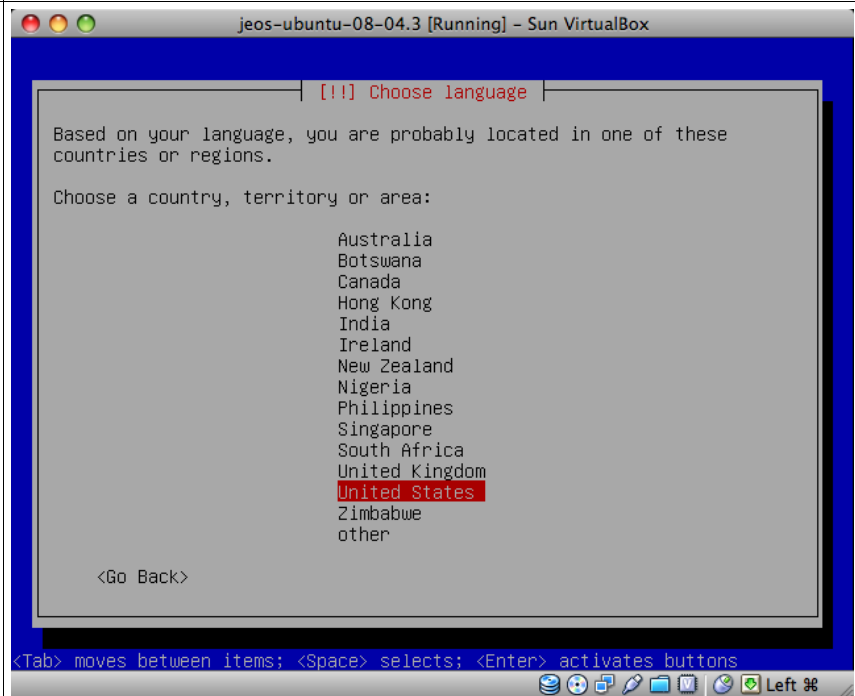 jeos-ubuntu-08-04.3 [Running] - Sun VirtualBox
[!!] Choose language
Based on your language, you are probably located in one of these
countries or regions.
Choose a country, territory or area:
Australia
Botswana
Canada
Hong Kong
India
Ireland
New Zealand
Nigeria
Philippines
Singapore
South Africa
United Kingdom
United States
Zimbabwe
other
<Go Back>
<Tab> moves between items; <Space> selects; <Enter> activates buttons
Left ⌘